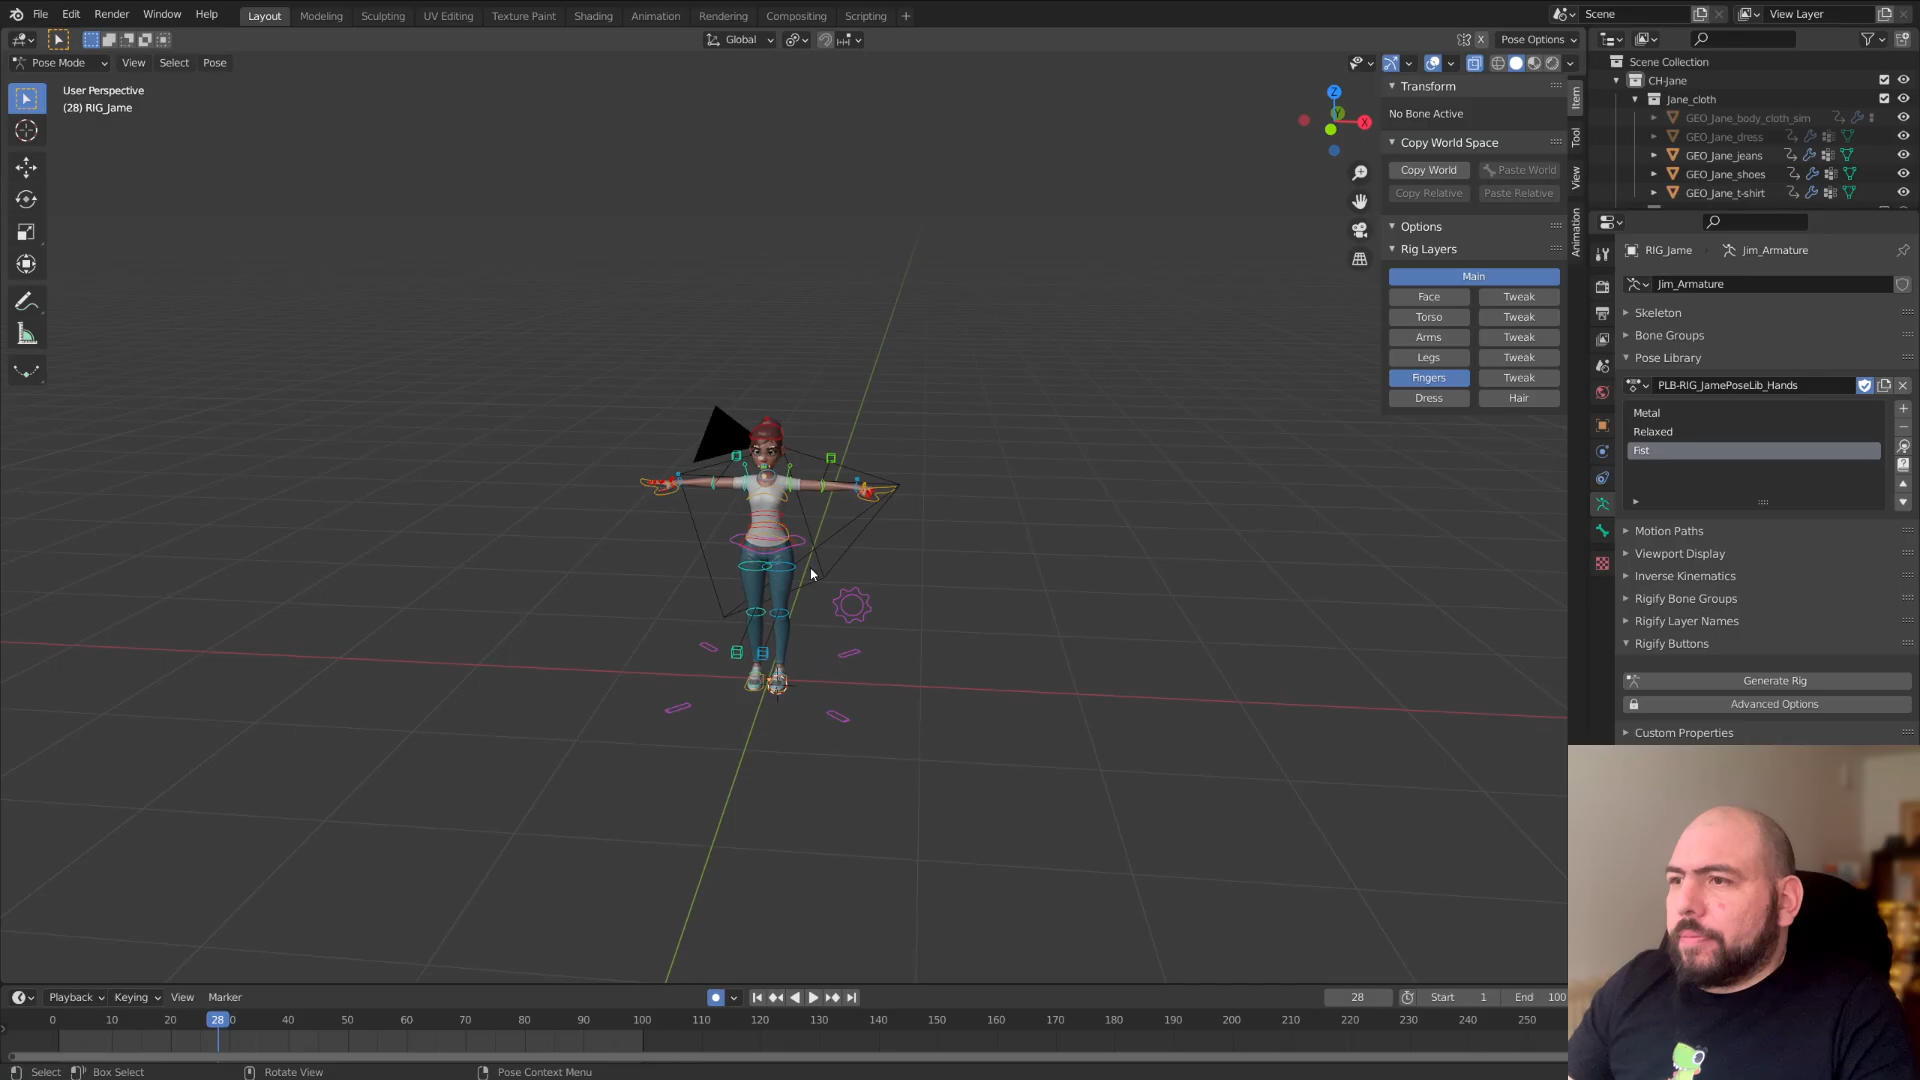 File Edit Render Window Help
Layout Modeling Sculpting UV Editing Texture Paint Shading Animation Rendering Compositing Scripting +
Scene
View Layer
Global
X Pose Options
Pose Mode View Select Pose
User Perspective
(28) RIG_Jame
Z
Y
X
Transform
No Bone Active
Copy World Space
Copy World Paste World
Copy Relative Paste Relative
Options
Rig Layers
Main
Face Tweak
Torso Tweak
Arms Tweak
Legs Tweak
Fingers Tweak
Dress Hair
Item
Tool
View
Animation
Scene Collection
CH-Jane
Jane_cloth
GEO_Jane_body_cloth_sim
GEO_Jane_dress
GEO_Jane_jeans
GEO_Jane_shoes
GEO_Jane_t-shirt
RIG_Jame Jim_Armature
Jim_Armature
Skeleton
Bone Groups
Pose Library
PLB-RIG_JamePoseLib_Hands
Metal
Relaxed
Fist
Motion Paths
Viewport Display
Inverse Kinematics
Rigify Bone Groups
Rigify Layer Names
Rigify Buttons
Generate Rig
Advanced Options
Custom Properties
Playback Keying View Marker
28 Start 1 End 100
0 10 20 28 0 40 50 60 70 80 90 100 110 120 130 140 150 160 170 180 190 200 210 220 230 240 250
Select Box Select Rotate View Pose Context Menu